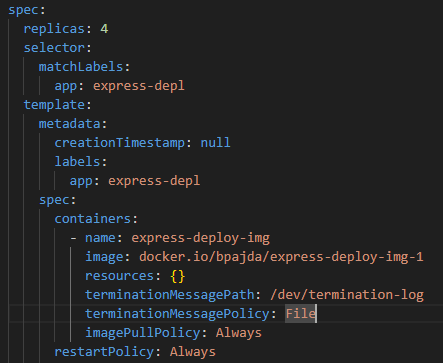 spec:
  replicas: 4
  selector:
    matchLabels:
      app: express-depl
  template:
    metadata:
      creationTimestamp: null
      labels:
        app: express-depl
    spec:
      containers:
        - name: express-deploy-img
          image: docker.io/bpajda/express-deploy-img-1
          resources: {}
          terminationMessagePath: /dev/termination-log
          terminationMessagePolicy: File
          imagePullPolicy: Always
      restartPolicy: Always